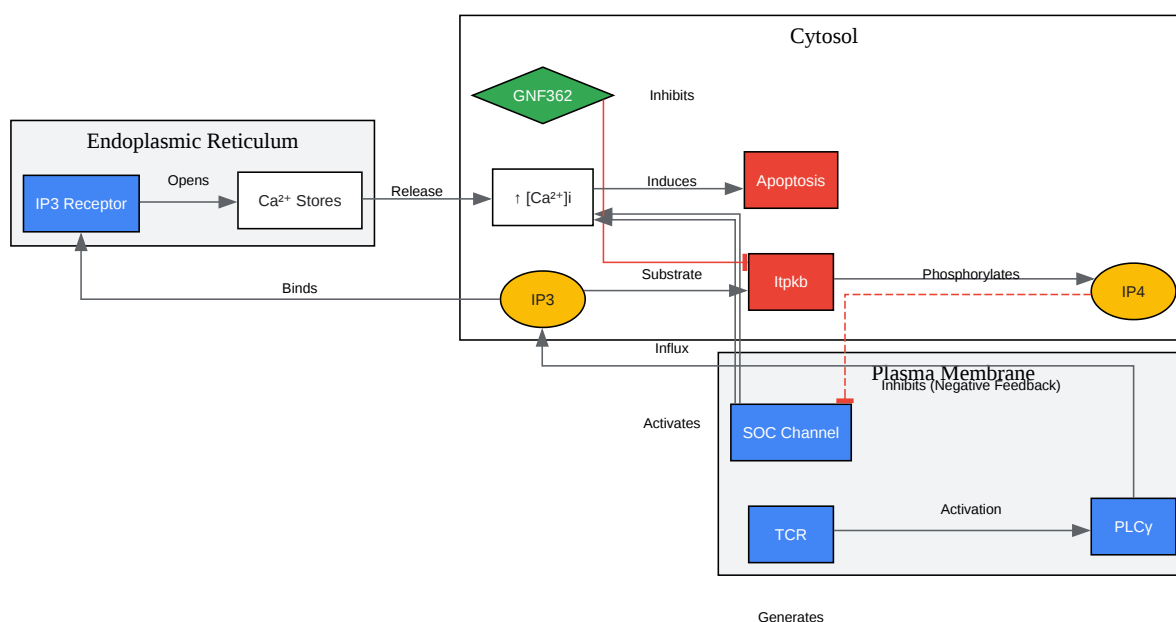 Cytosol
GNF362
Inhibits
Endoplasmic Reticulum
IP3 Receptor
Opens
Ca²⁺ Stores
Release
↑ [Ca²⁺]i
Induces
Apoptosis
Binds
IP3
Substrate
Itpkb
Phosphorylates
IP4
Influx
Plasma Membrane
Inhibits (Negative Feedback)
Activates
SOC Channel
TCR
Activation
PLCγ
Generates